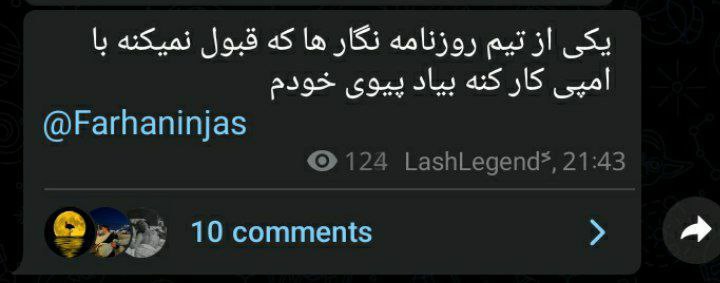 یکی از تیم روزنامه نگار ها که قبول نمیکنه با
امپی کار کنه بیاد پیوی خودم
@Farhaninjas
124 LashLegend, 21:43
10 comments